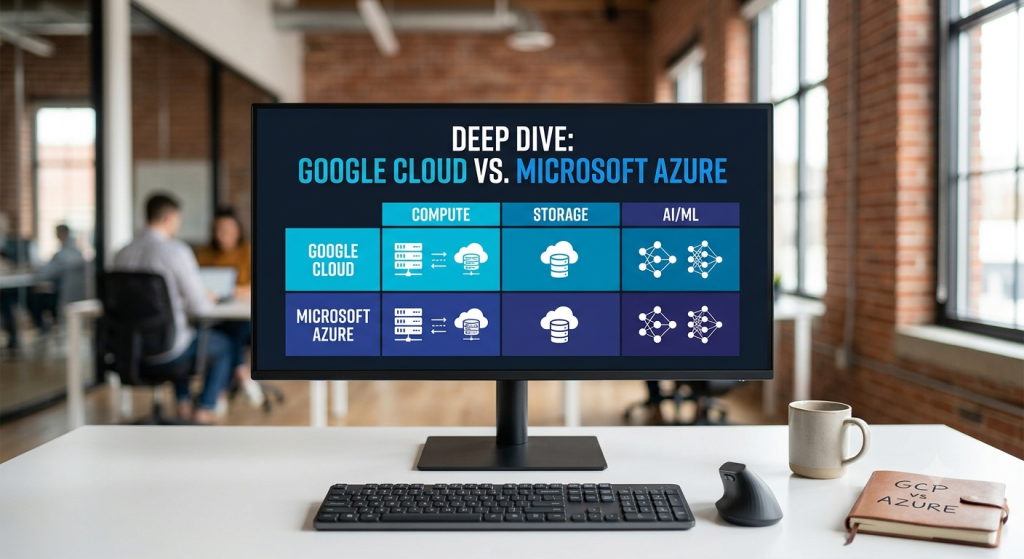 DEEP DIVE:
GOOGLE CLOUD VS. MICROSOFT AZURE
COMPUTE
STORAGE
AI/ML
GOOGLE
CLOUD
MICROSOFT
AZURE
GCP
vs
AZURE